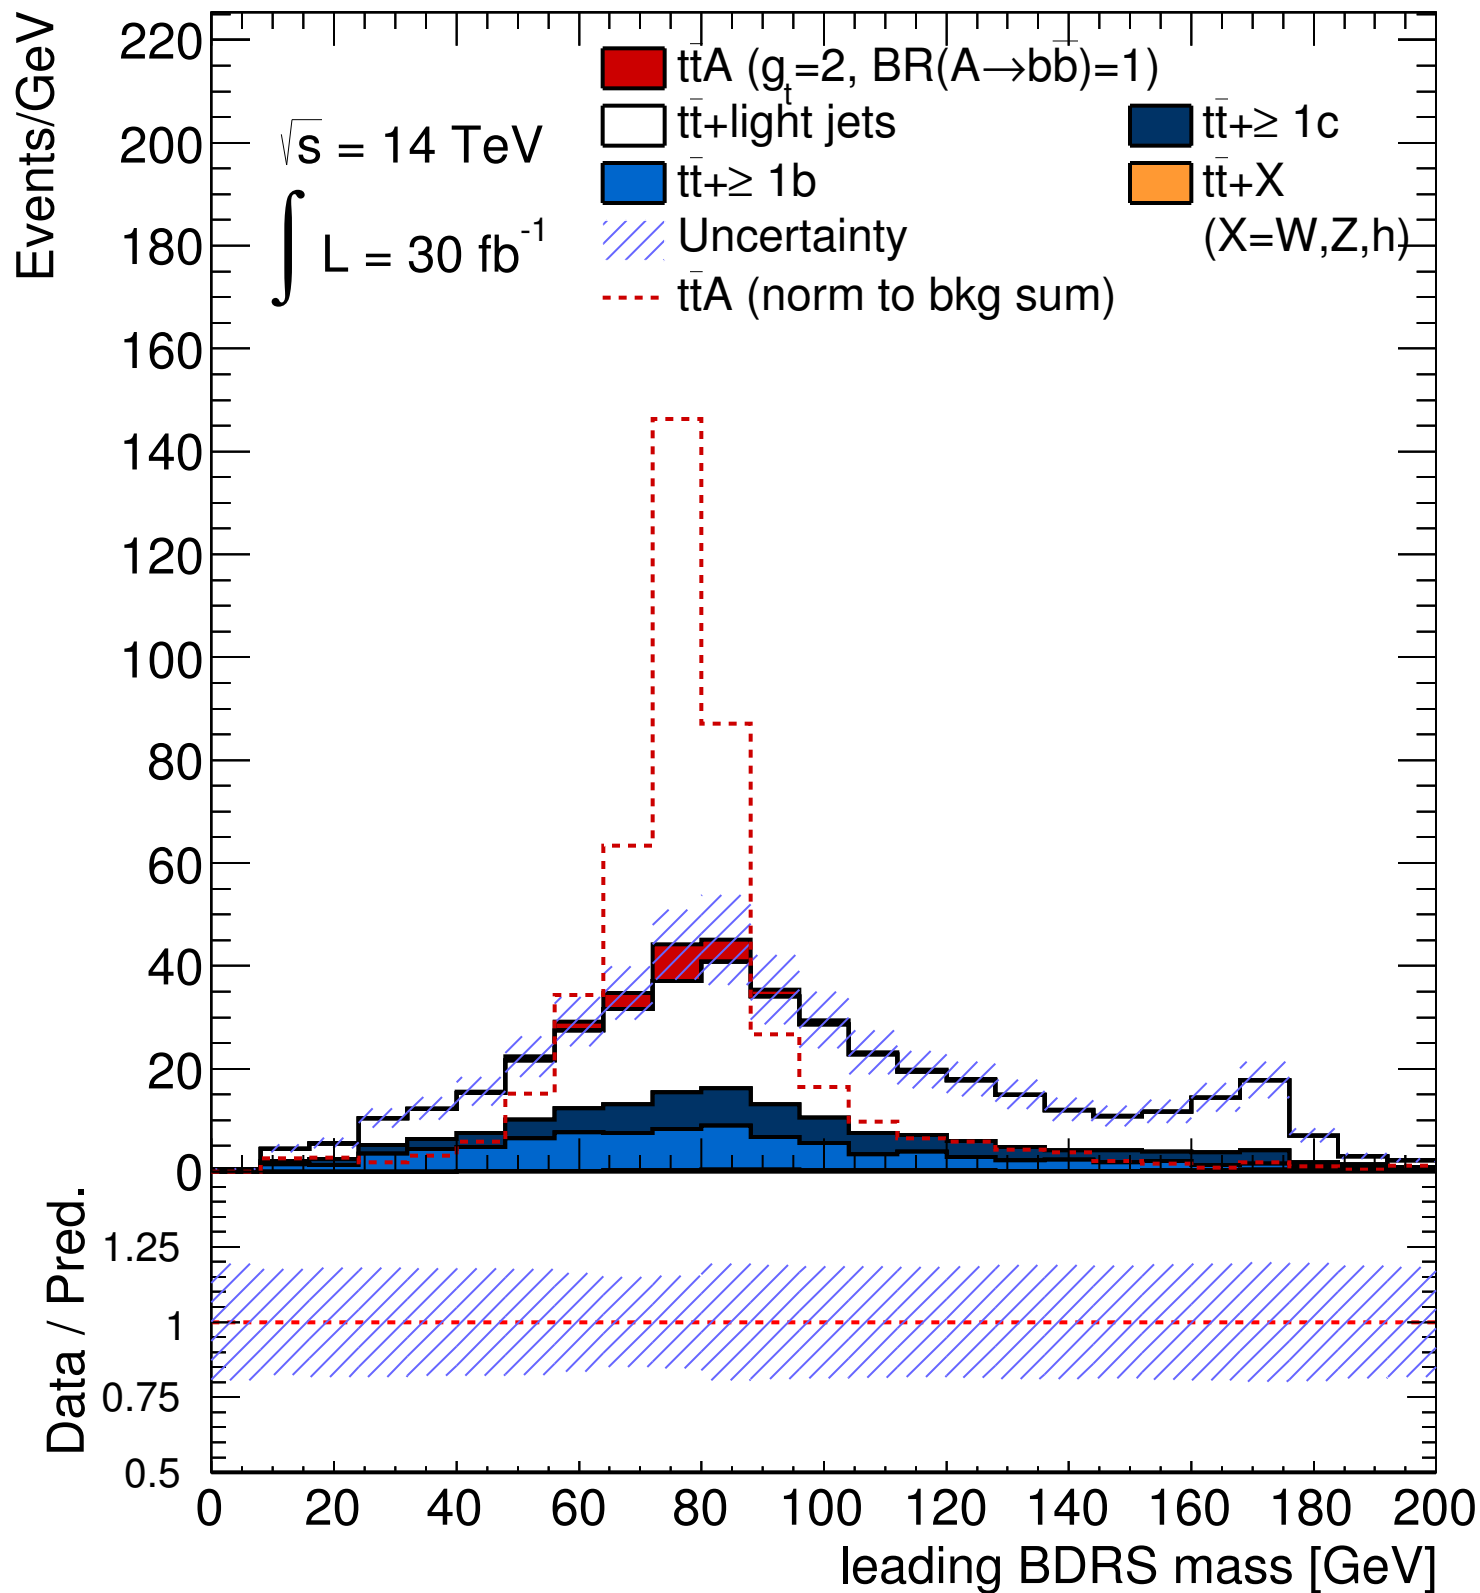 Events/GeV
220
200
180
160
140
120
100
80
60
40
20
0
√s = 14 TeV
∫ L = 30 fb⁻¹
tt̄A (gₜ=2, BR(A→bb̄)=1)
tt̄+light jets
tt̄+≥ 1c
tt̄+≥ 1b
tt̄+X
Uncertainty
(X=W,Z,h)
tt̄A (norm to bkg sum)
Data / Pred.
1.25
1
0.75
0.5
0 20 40 60 80 100 120 140 160 180 200
leading BDRS mass [GeV]